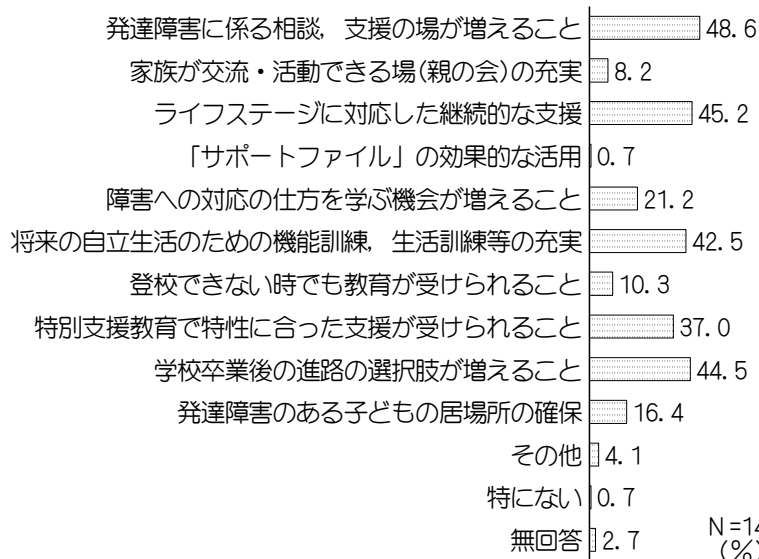 発達障害に係る相談，支援の場が増えること 48.6
家族が交流・活動できる場(親の会)の充実 8.2
ライフステージに対応した継続的な支援 45.2
「サポートファイル」の効果的な活用 0.7
障害への対応の仕方を学ぶ機会が増えること 21.2
将来の自立生活のための機能訓練，生活訓練等の充実 42.5
登校できない時でも教育が受けられること 10.3
特別支援教育で特性に合った支援が受けられること 37.0
学校卒業後の進路の選択肢が増えること 44.5
発達障害のある子どもの居場所の確保 16.4
その他 4.1
特にない 0.7
無回答 2.7
N=14
(%)